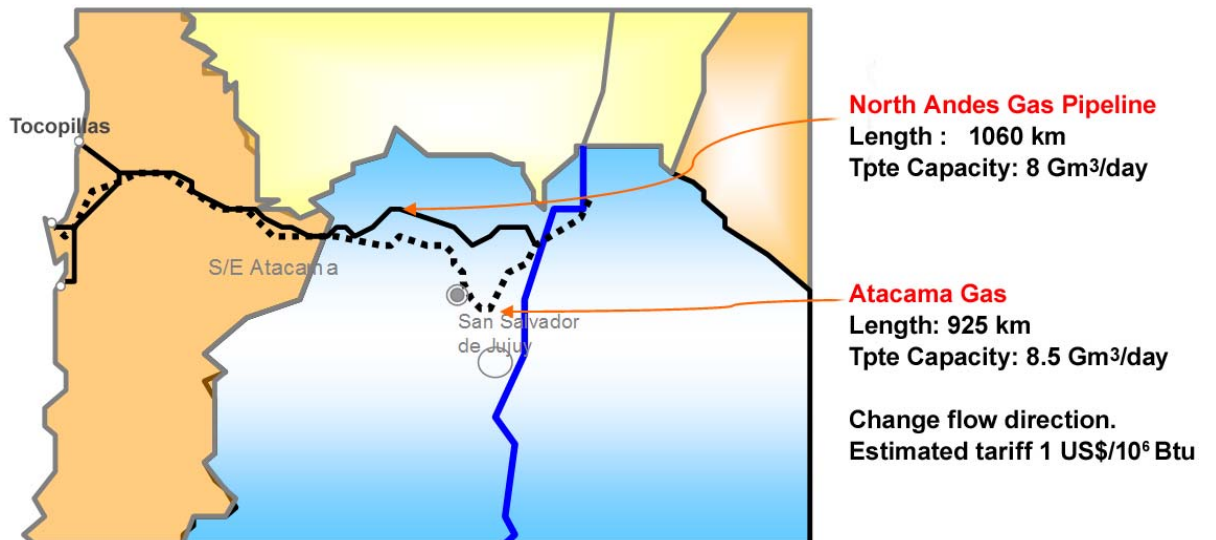 North Andes Gas Pipeline
Length : 1060 km
Tpte Capacity: 8 Gm³/day
Tocopillas
S/E Atacama
San Salvador
de Jujuy
Atacama Gas
Length: 925 km
Tpte Capacity: 8.5 Gm³/day
Change flow direction.
Estimated tariff 1 US$/10⁶ Btu